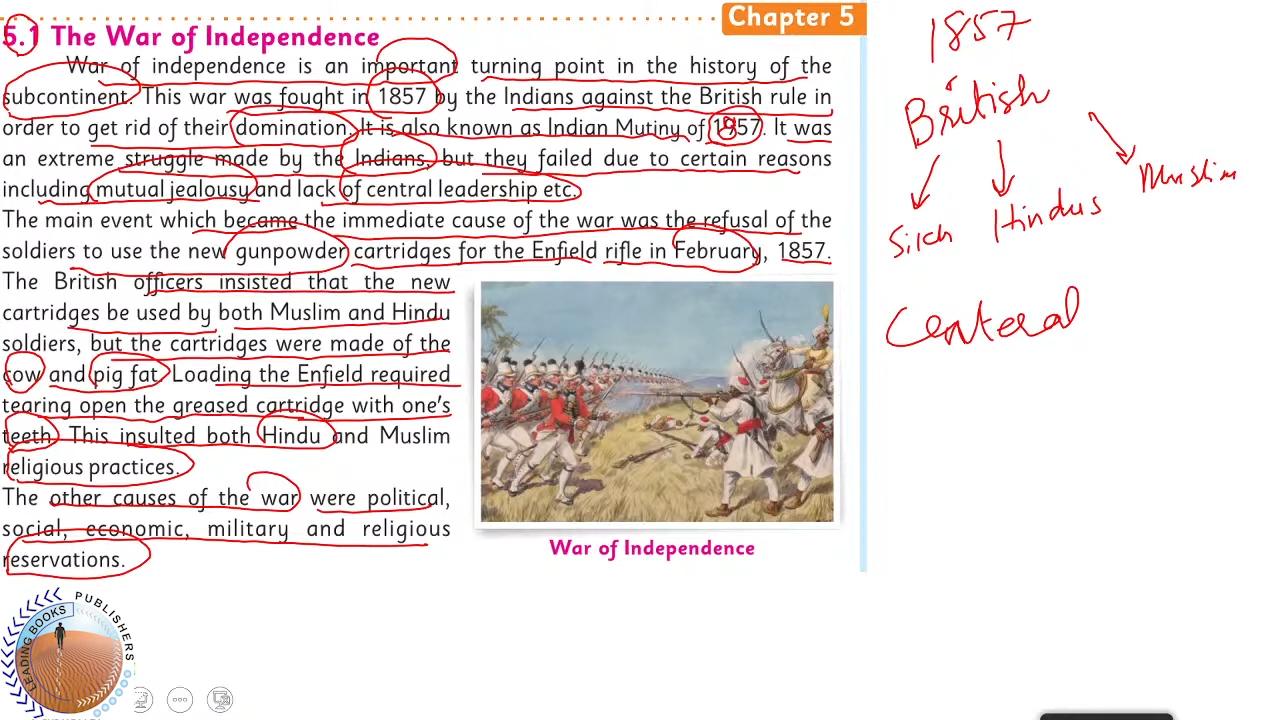 Chapter 5
5.1 The War of Independence
War of independence is an important turning point in the history of the
subcontinent. This war was fought in 1857 by the Indians against the British rule in
order to get rid of their domination. It is also known as Indian Mutiny of 1957. It was
an extreme struggle made by the Indians, but they failed due to certain reasons
including mutual jealousy and lack of central leadership etc.
The main event which became the immediate cause of the war was the refusal of the
soldiers to use the new gunpowder cartridges for the Enfield rifle in February, 1857.
The British officers insisted that the new
cartridges be used by both Muslim and Hindu
soldiers, but the cartridges were made of the
cow and pig fat. Loading the Enfield required
tearing open the greased cartridge with one's
teeth. This insulted both Hindu and Muslim
religious practices.
The other causes of the war were political,
social, economic, military and religious
reservations.
War of Independence
1857
British
Muslim
Hindus
Centeral
LEADING BOOKS
PUBLISHERS